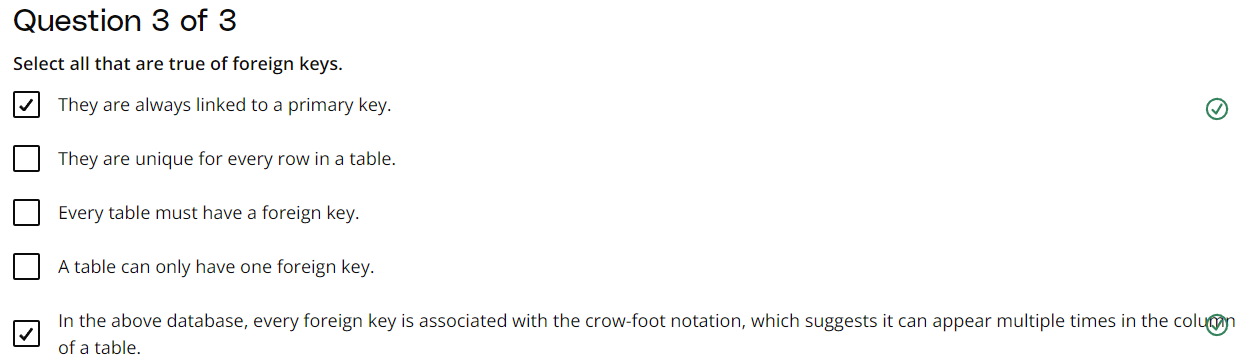 Question 3 of 3
Select all that are true of foreign keys.
They are always linked to a primary key.
They are unique for every row in a table.
Every table must have a foreign key.
A table can only have one foreign key.
In the above database, every foreign key is associated with the crow-foot notation, which suggests it can appear multiple times in the column
of a table.